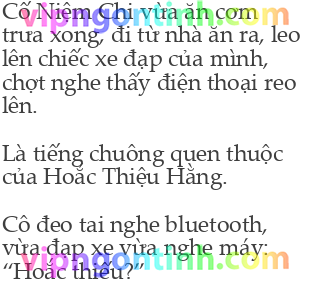 Cố Niệm Chi vừa ăn cơm
trưa xong, đi từ nhà ăn ra, leo
lên chiếc xe đạp của mình,
chợt nghe thấy điện thoại reo
lên.
Là tiếng chuông quen thuộc
của Hoắc Thiệu Hằng.
Cô đeo tai nghe bluetooth,
vừa đạp xe vừa nghe máy:
“Hoắc thiếu?”
vipngontinh.com
vipngontinh.com